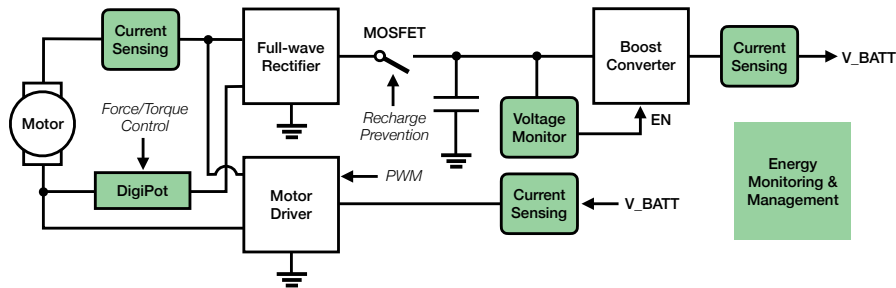 Current
Sensing
Full-wave
Rectifier
MOSFET
Boost
Converter
Current
Sensing
V_BATT
Motor
Force/Torque
Control
Recharge
Prevention
Voltage
Monitor
EN
DigiPot
Motor
Driver
PWM
Current
Sensing
V_BATT
Energy
Monitoring &
Management